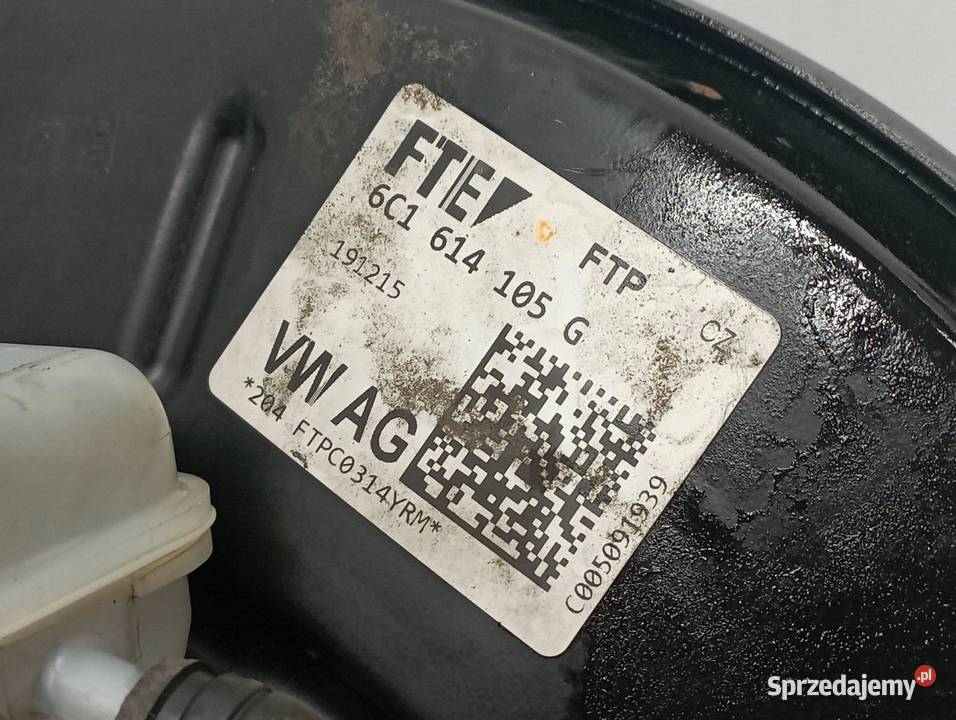 FTE
FTP
6C1 614 105 G
CZ
191215
VW AG
*204 FTPC0314YRM*
C005091939
Sprzedajemy.pl